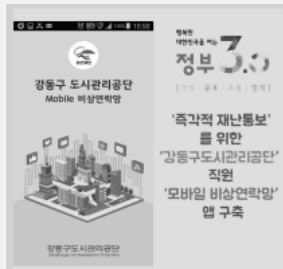 100%
10:50
강동구 도시관리공단
Mobile 비상연락망
강동구도시관리공단
행복한
대한민국을 여는
정부3.0
'즉각적 재난통보'
를 위한
'강동구도시관리공단'
직원
'모바일 비상연락망'
앱 구축